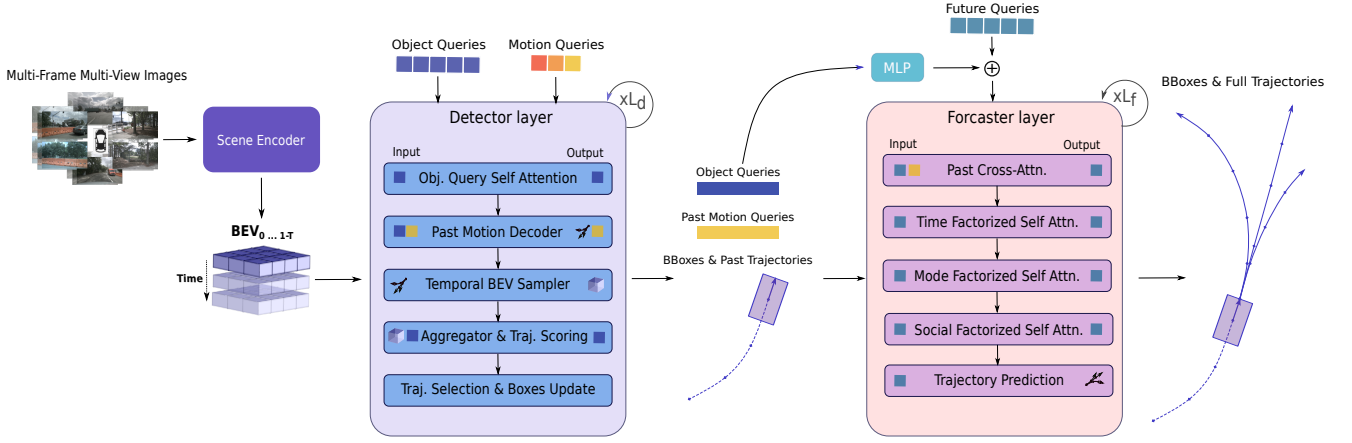 Multi-Frame Multi-View Images
Scene Encoder
BEV0 ... 1-T
Time
Object Queries
Motion Queries
xLd
Detector layer
Input
Output
Obj. Query Self Attention
Past Motion Decoder
Temporal BEV Sampler
Aggregator & Traj. Scoring
Traj. Selection & Boxes Update
Object Queries
Past Motion Queries
BBoxes & Past Trajectories
MLP
Future Queries
xLf
Forcaster layer
Input
Output
Past Cross-Attn.
Time Factorized Self Attn.
Mode Factorized Self Attn.
Social Factorized Self Attn.
Trajectory Prediction
BBoxes & Full Trajectories